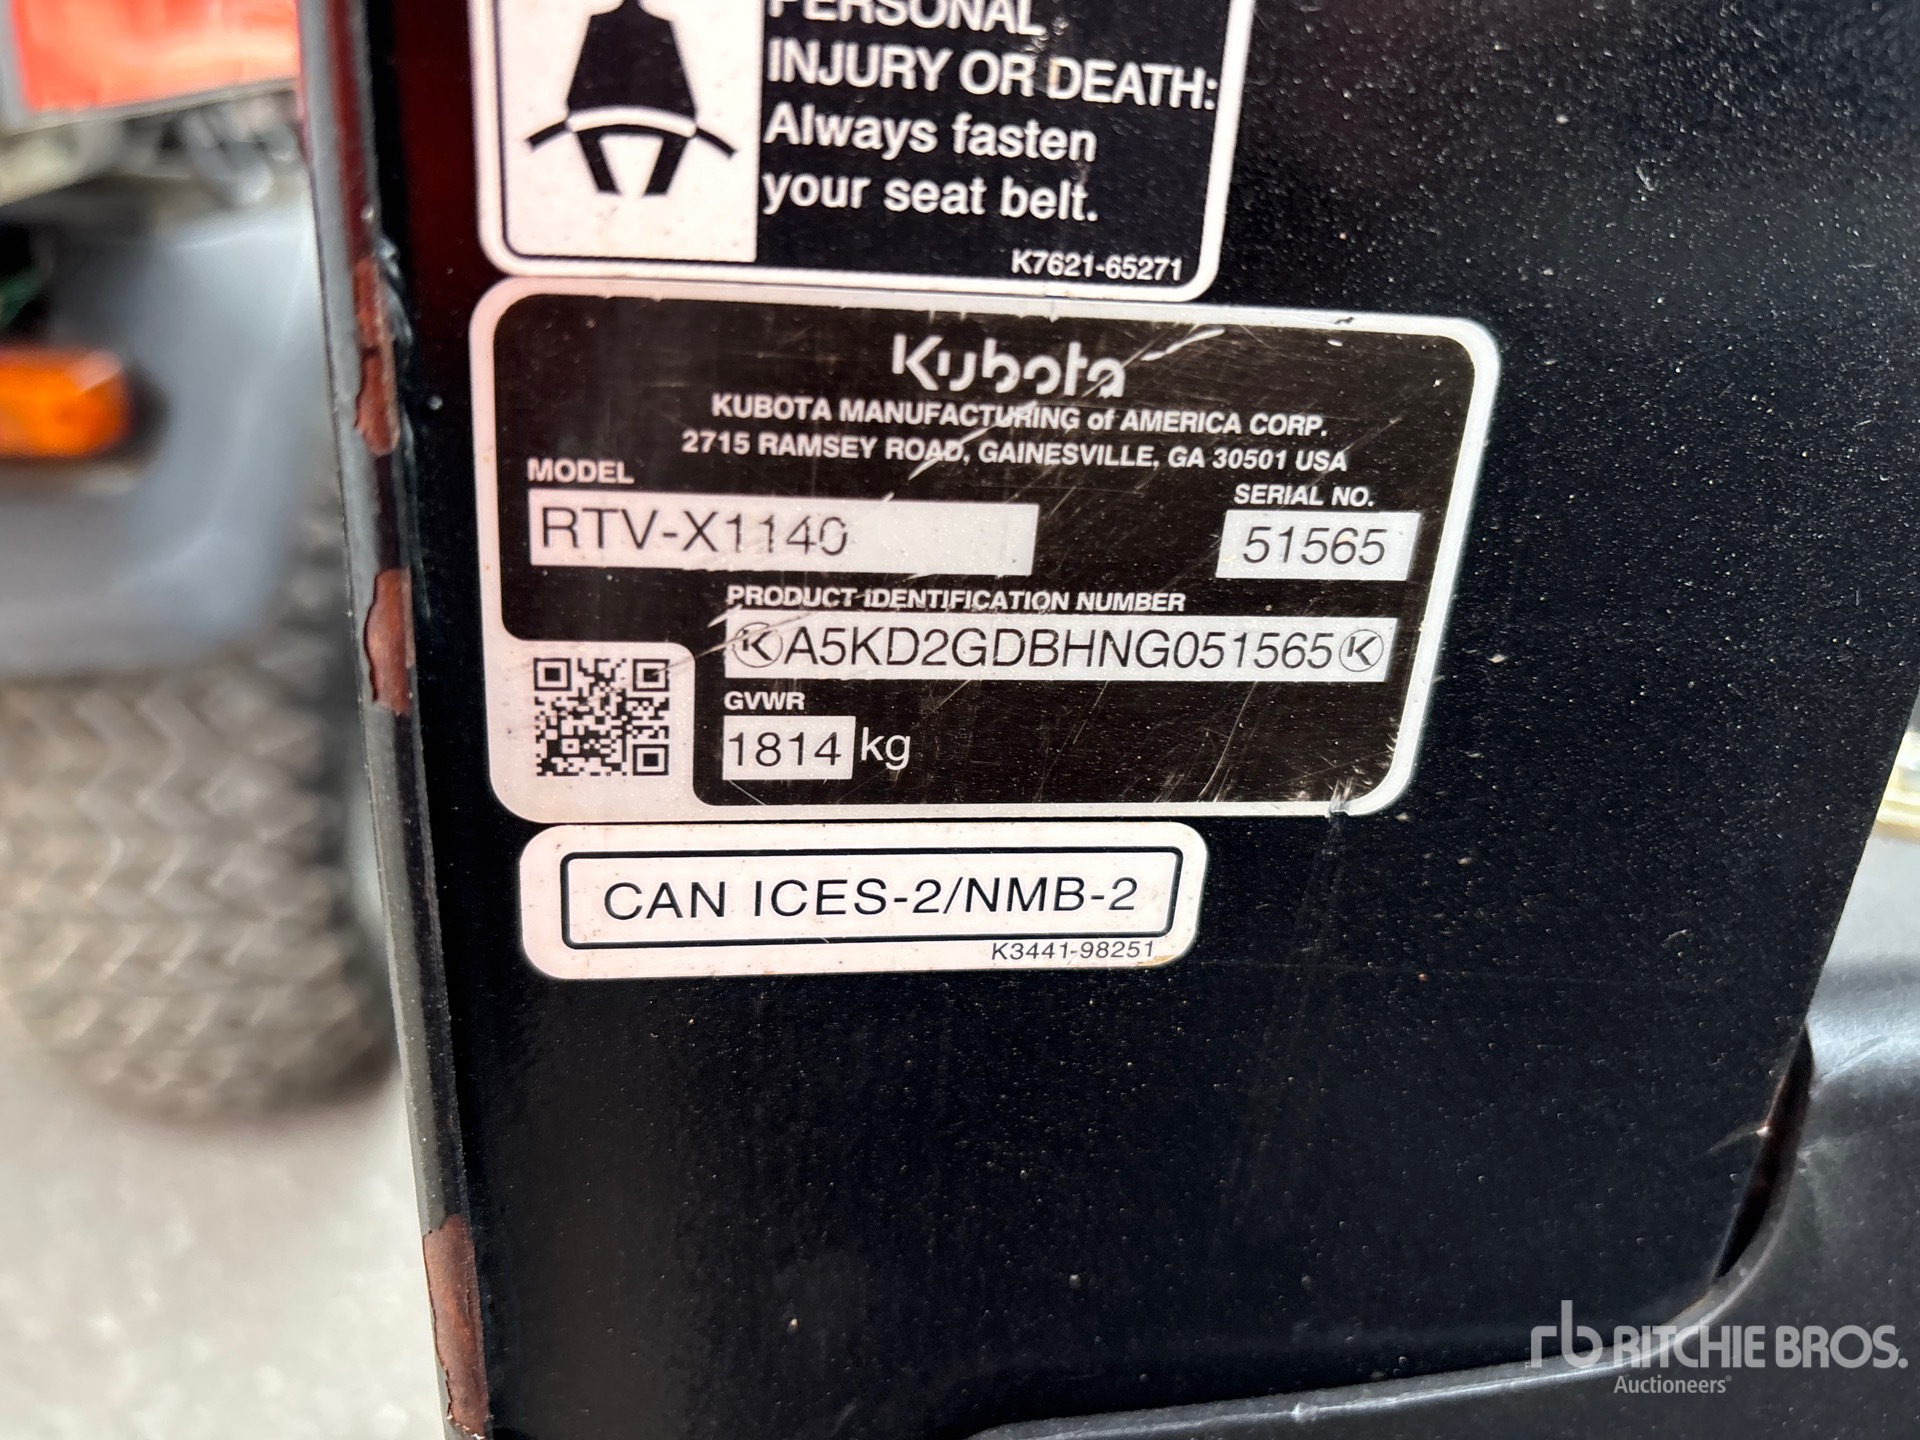 PERSONAL
INJURY OR DEATH:
Always fasten
your seat belt.
K7621-65271
Kubota
KUBOTA MANUFACTURING of AMERICA CORP.
2715 RAMSEY ROAD, GAINESVILLE, GA 30501 USA
MODEL
SERIAL NO.
RTV-X1140
51565
PRODUCT IDENTIFICATION NUMBER
K A5KD2GDBHNG051565 K
GVWR
1814 kg
CAN ICES-2/NMB-2
K3441-98251
rb RITCHIE BROS.
Auctioneers